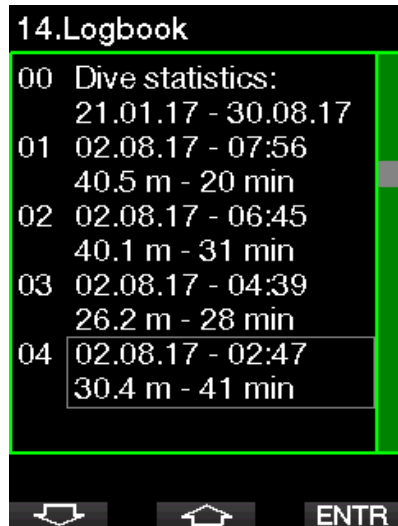 14.Logbook
00 Dive statistics:
21.01.17 - 30.08.17
01 02.08.17 - 07:56
40.5 m - 20 min
02 02.08.17 - 06:45
40.1 m - 31 min
03 02.08.17 - 04:39
26.2 m - 28 min
04 02.08.17 - 02:47
30.4 m - 41 min
ENTR